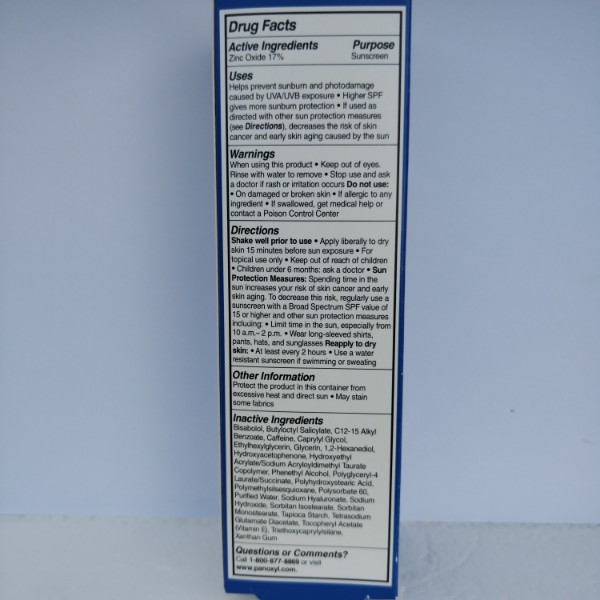 Drug Facts
Active Ingredients Purpose
Zinc Oxide 17% Sunscreen
Uses
Helps prevent sunburn and photodamage
caused by UVA/UVB exposure • Higher SPF
gives more sunburn protection • If used as
directed with other sun protection measures
(see Directions), decreases the risk of skin
cancer and early skin aging caused by the sun
Warnings
When using this product • Keep out of eyes.
Rinse with water to remove • Stop use and ask
a doctor if rash or irritation occurs Do not use:
• On damaged or broken skin • If allergic to any
ingredient • If swallowed, get medical help or
contact a Poison Control Center
Directions
Shake well prior to use • Apply liberally to dry
skin 15 minutes before sun exposure • For
topical use only • Keep out of reach of children
• Children under 6 months: ask a doctor • Sun
Protection Measures: Spending time in the
sun increases your risk of skin cancer and early
skin aging. To decrease this risk, regularly use a
sunscreen with a Broad Spectrum SPF value of
15 or higher and other sun protection measures
including: • Limit time in the sun, especially from
10 a.m.– 2 p.m. • Wear long-sleeved shirts,
pants, hats, and sunglasses Reapply to dry
skin: • At least every 2 hours • Use a water
resistant sunscreen if swimming or sweating
Other Information
Protect the product in this container from
excessive heat and direct sun • May stain
some fabrics
Inactive Ingredients
Bisabolol, Butyloctyl Salicylate, C12-15 Alkyl
Benzoate, Caffeine, Caprylyl Glycol,
Ethylhexylglycerin, Glycerin, 1,2-Hexanediol,
Hydroxyacetophenone, Hydroxyethyl
Acrylate/Sodium Acryloyldimethyl Taurate
Copolymer, Phenethyl Alcohol, Polyglyceryl-4
Laurate/Succinate, Polyhydroxystearic Acid,
Polymethylsilsesquioxane, Polysorbate 60,
Purified Water, Sodium Hyaluronate, Sodium
Hydroxide, Sorbitan Isostearate, Sorbitan
Monostearate, Tapioca Starch, Tetrasodium
Glutamate Diacetate, Tocopheryl Acetate
(Vitamin E), Triethoxycaprylylsilane,
Xanthan Gum
Questions or Comments?
Call 1-800-877-8869 or visit
www.panoxyl.com.